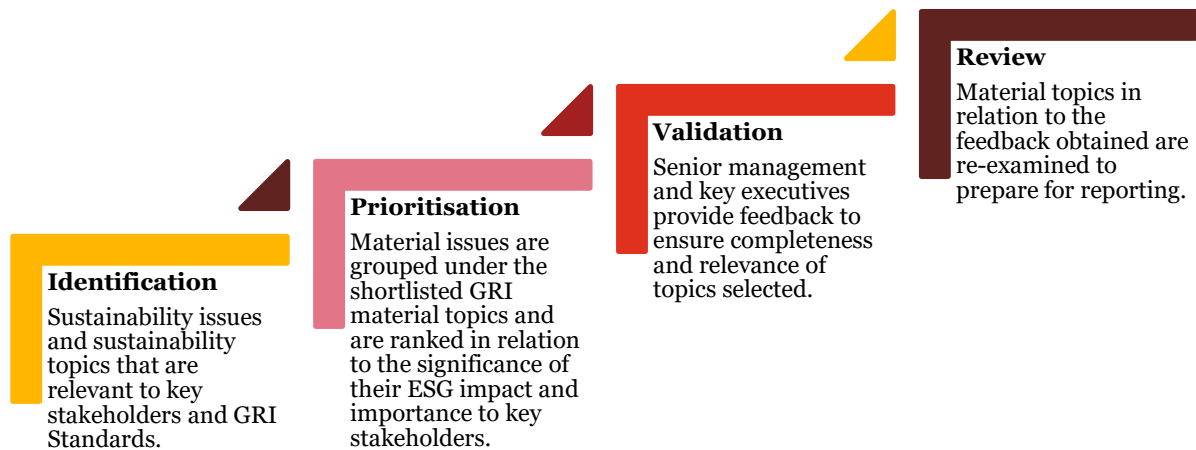 Identification
Sustainability issues
and sustainability
topics that are
relevant to key
stakeholders and GRI
Standards.
Prioritisation
Material issues are
grouped under the
shortlisted GRI
material topics and
are ranked in relation
to the significance of
their ESG impact and
importance to key
stakeholders.
Validation
Senior management
and key executives
provide feedback to
ensure completeness
and relevance of
topics selected.
Review
Material topics in
relation to the
feedback obtained are
re-examined to
prepare for reporting.